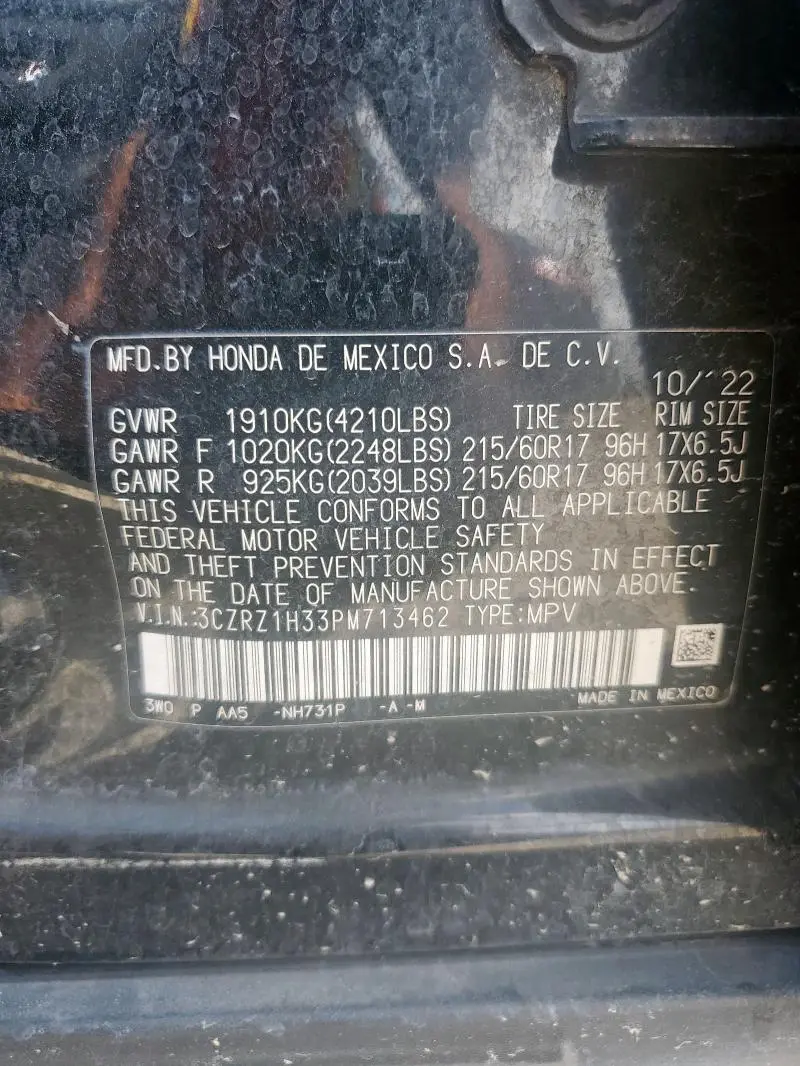 MFD.BY HONDA DE MEXICO S.A. DE C.V.
10/'22
GVWR 1910KG(4210LBS) TIRE SIZE RIM SIZE
GAWR F 1020KG(2248LBS) 215/60R17 96H 17X6.5J
GAWR R 925KG(2039LBS) 215/60R17 96H 17X6.5J
THIS VEHICLE CONFORMS TO ALL APPLICABLE
FEDERAL MOTOR VEHICLE SAFETY
AND THEFT PREVENTION STANDARDS IN EFFECT
ON THE DATE OF MANUFACTURE SHOWN ABOVE.
V.I.N.:3CZRZ1H33PM713462 TYPE:MPV
3W0 P AA5 -NH731P -A -M MADE IN MEXICO